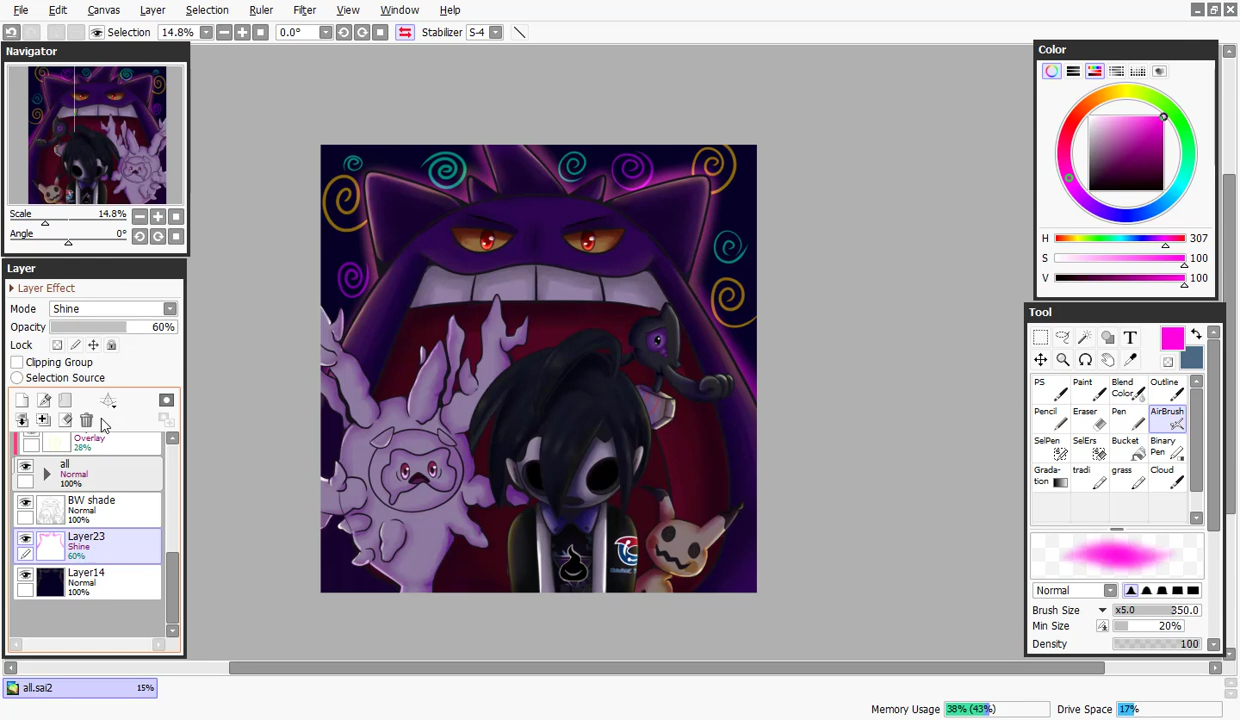 File Edit Canvas Layer Selection Ruler Filter View Window Help
Selection 14.8% 0.0° Stabilizer S-4
Navigator
Scale 14.8%
Angle 0°
Layer
Layer Effect
Mode Shine
Opacity 60%
Lock
Clipping Group
Selection Source
Overlay
28%
all
Normal
100%
BW shade
Normal
100%
Layer23
Shine
60%
Layer14
Normal
100%
Color
H 307
S 100
V 100
Tool
T
PS Paint Blend Color Outline
Pencil Eraser Pen AirBrush
SelPen SelErs Bucket Binary Pen
Grada-tion tradi grass Cloud
Normal
Brush Size x5.0 350.0
Min Size 20%
Density 100
all.sai2 15%
Memory Usage 38% (43%) Drive Space 17%